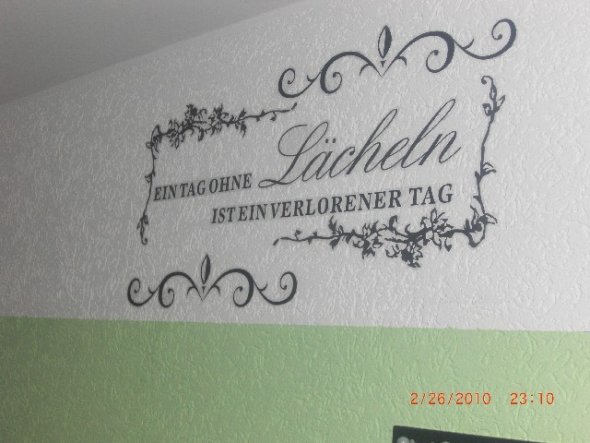 EIN TAG OHNE Lächeln
IST EIN VERLORENER TAG
2/26/2010 23:10